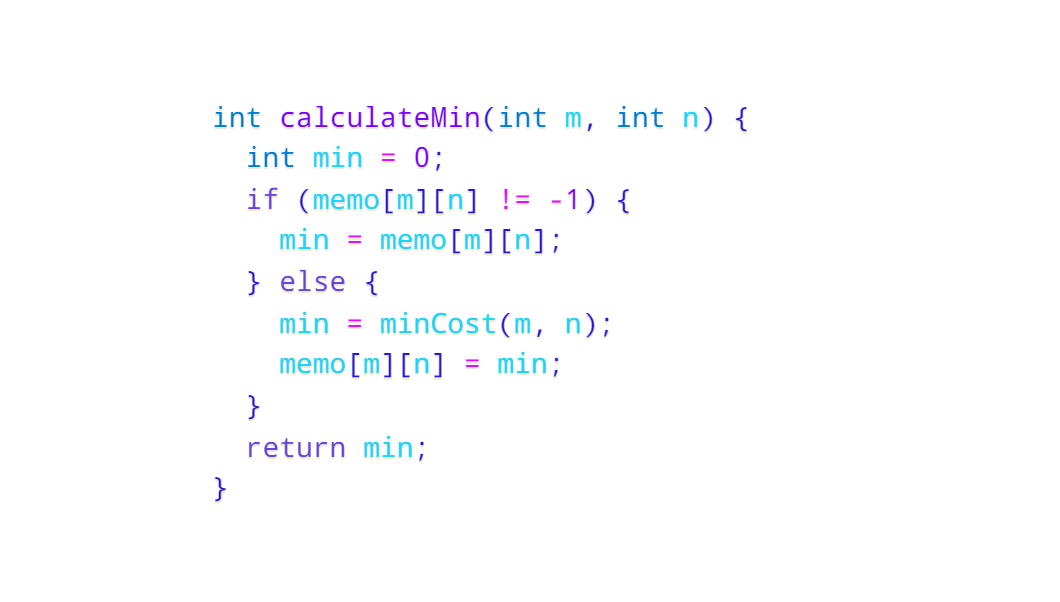 int calculateMin(int m, int n) {
  int min = 0;
  if (memo[m][n] != -1) {
    min = memo[m][n];
  } else {
    min = minCost(m, n);
    memo[m][n] = min;
  }
  return min;
}